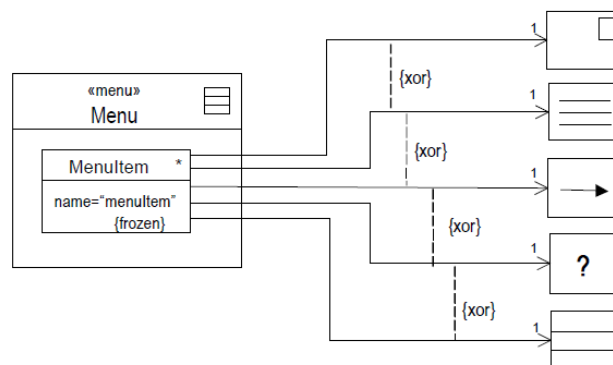 «menu»
Menu
MenuItem *
name="menuItem"
{frozen}
1
{xor}
1
{xor}
1
{xor}
1
?
{xor}
1